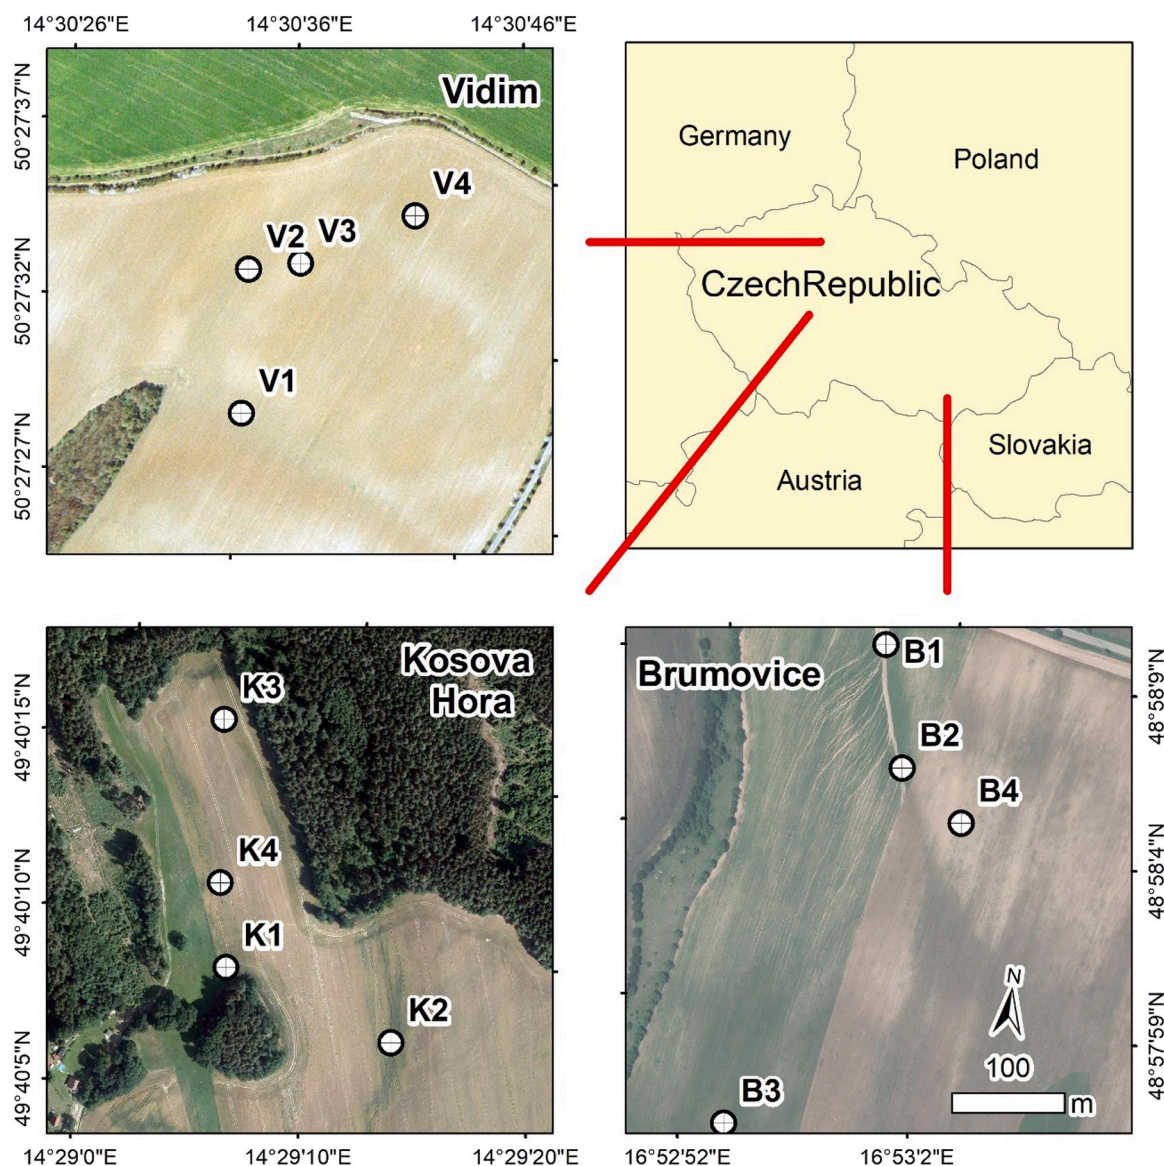 14°30'26"E
14°30'36"E
14°30'46"E
50°27'37"N
50°27'32"N
50°27'27"N
Vidim
V4
V2
V3
V1
Germany
Poland
CzechRepublic
Slovakia
Austria
49°40'15"N
49°40'10"N
49°40'5"N
Kosova
Hora
K3
K4
K1
K2
14°29'0"E
14°29'10"E
14°29'20"E
Brumovice
B1
B2
B4
B3
N
100
m
48°58'9"N
48°58'4"N
48°57'59"N
16°52'52"E
16°53'2"E